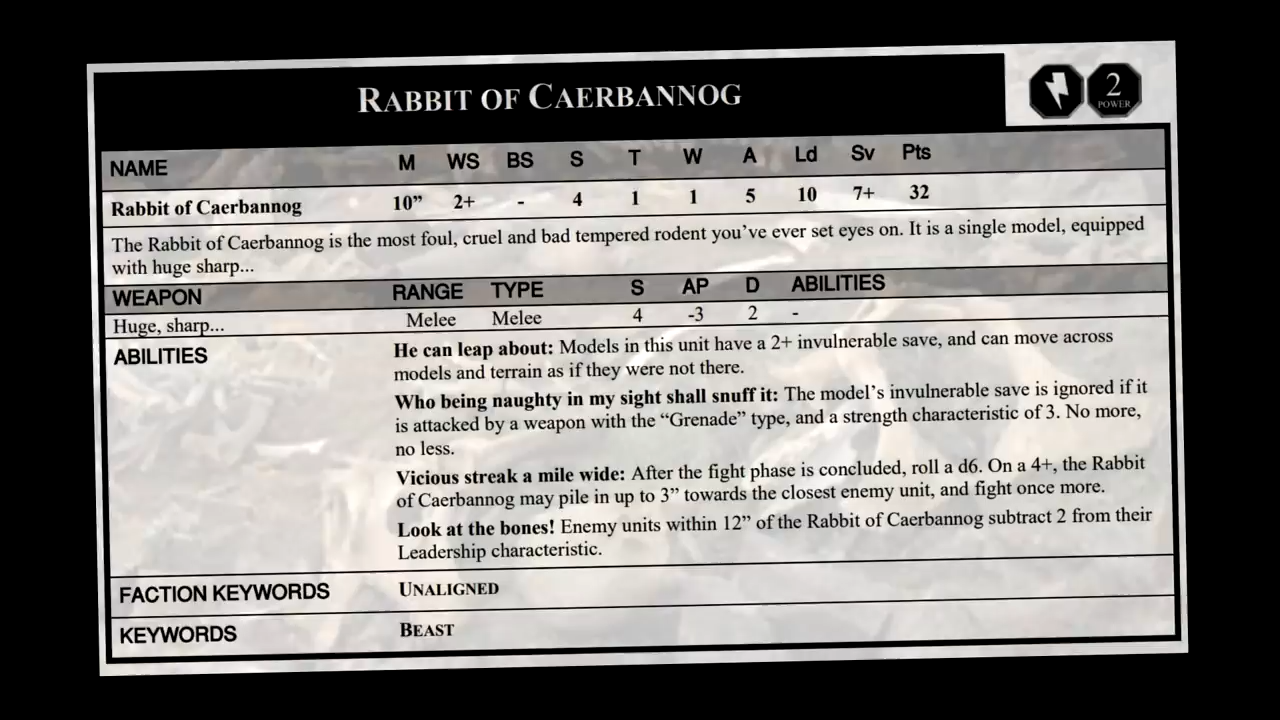 RABBIT OF CAERBANNOG
2
POWER
NAME M WS BS S T W A Ld Sv Pts
Rabbit of Caerbannog 10” 2+ - 4 1 1 5 10 7+ 32
The Rabbit of Caerbannog is the most foul, cruel and bad tempered rodent you’ve ever set eyes on. It is a single model, equipped
with huge sharp...
WEAPON RANGE TYPE S AP D ABILITIES
Huge, sharp... Melee Melee 4 -3 2 -
ABILITIES
He can leap about: Models in this unit have a 2+ invulnerable save, and can move across
models and terrain as if they were not there.
Who being naughty in my sight shall snuff it: The model’s invulnerable save is ignored if it
is attacked by a weapon with the “Grenade” type, and a strength characteristic of 3. No more,
no less.
Vicious streak a mile wide: After the fight phase is concluded, roll a d6. On a 4+, the Rabbit
of Caerbannog may pile in up to 3” towards the closest enemy unit, and fight once more.
Look at the bones! Enemy units within 12” of the Rabbit of Caerbannog subtract 2 from their
Leadership characteristic.
FACTION KEYWORDS UNALIGNED
KEYWORDS BEAST